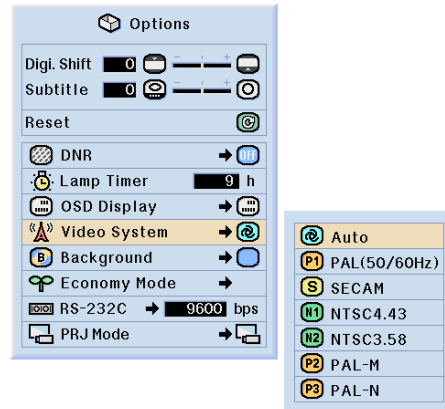 Options
Digi. Shift 0 - +
Subtitle 0 - +
Reset
DNR OFF
Lamp Timer 9 h
OSD Display
Video System
B Background
Economy Mode
RS-232C 9600 bps
PRJ Mode
Auto
P1 PAL(50/60Hz)
S SECAM
N1 NTSC4.43
N2 NTSC3.58
P2 PAL-M
P3 PAL-N